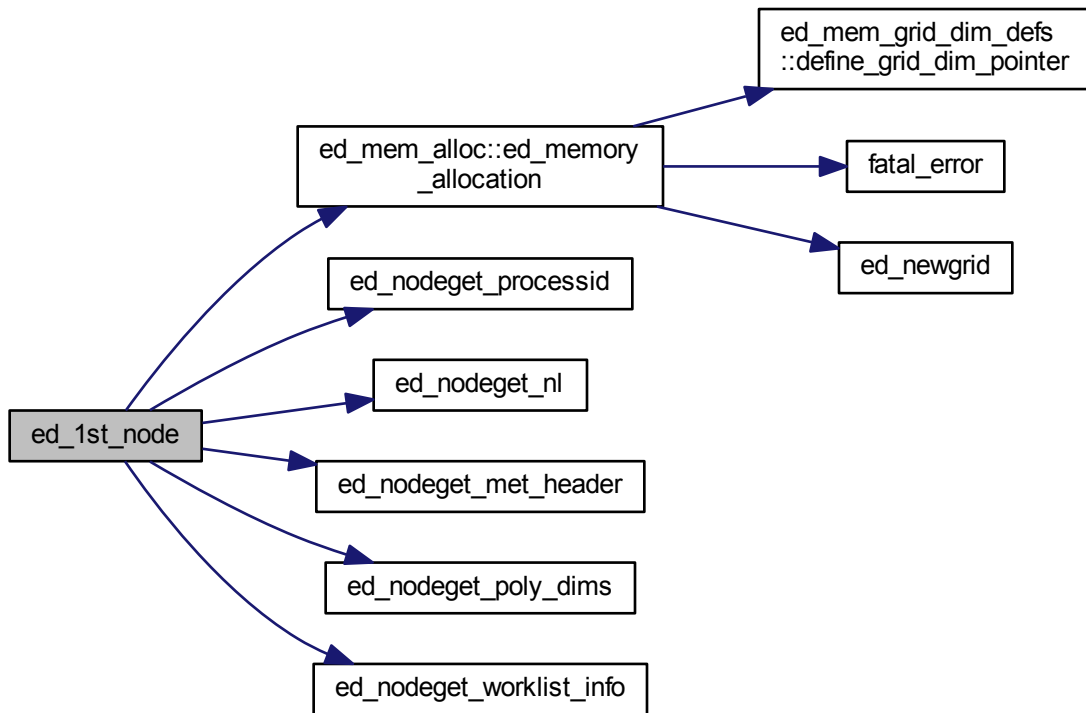 ed_mem_grid_dim_defs
::define_grid_dim_pointer
ed_mem_alloc::ed_memory
_allocation
fatal_error
ed_newgrid
ed_nodeget_processid
ed_nodeget_nl
ed_1st_node
ed_nodeget_met_header
ed_nodeget_poly_dims
ed_nodeget_worklist_info